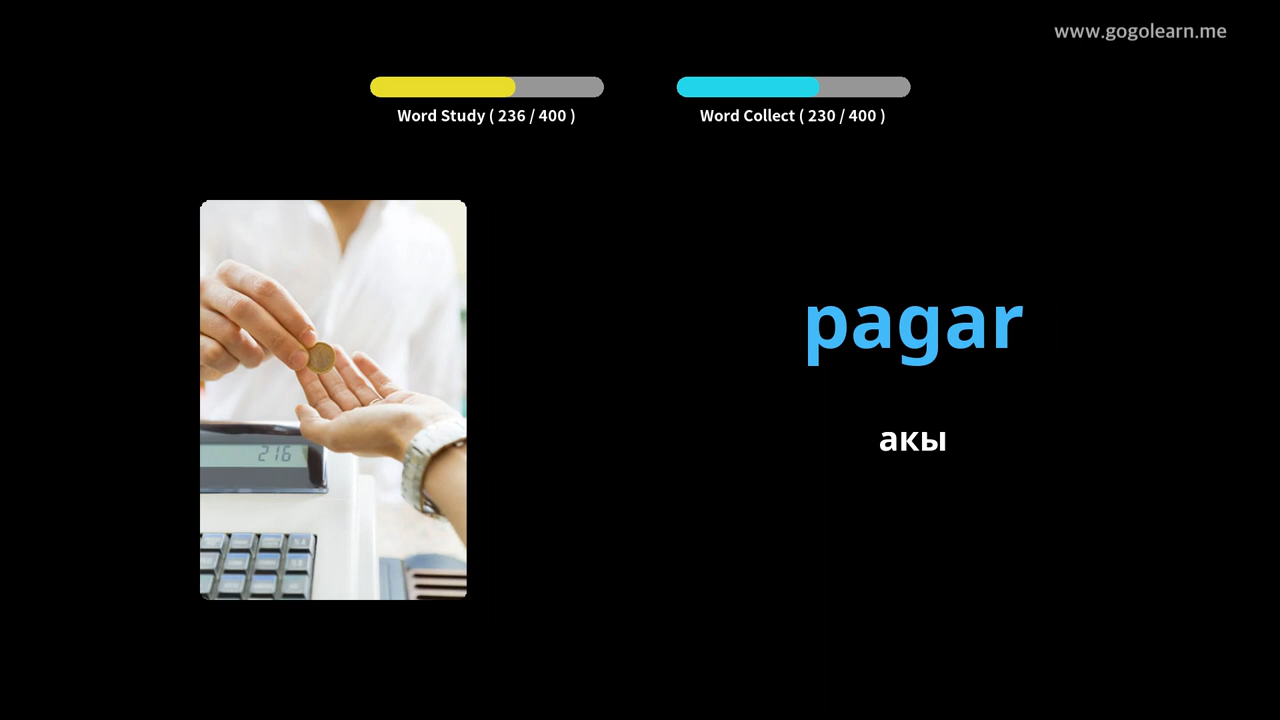 www.gogolearn.me
Word Study ( 236 / 400 )
Word Collect ( 230 / 400 )
pagar
акы
216